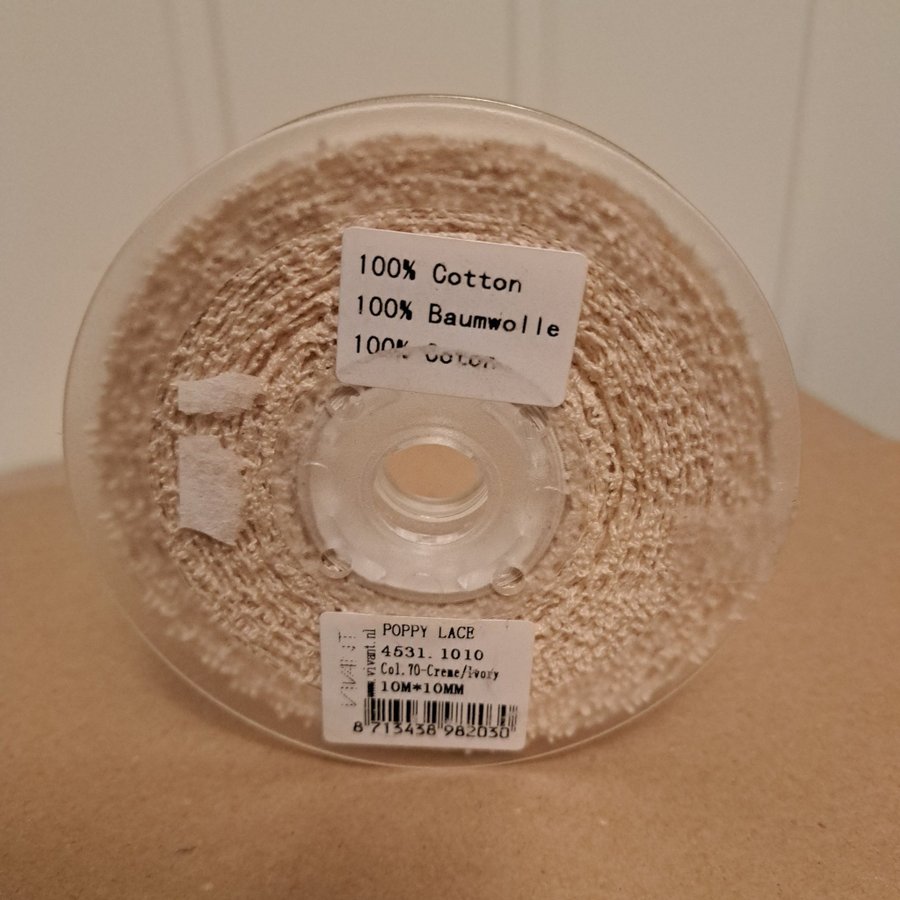 100% Cotton
100% Baumwolle
100% Coton
POPPY LACE
4531.1010
Col.70-Creme/Ivory
10M*10MM
8 713438 982030
vivant.nl